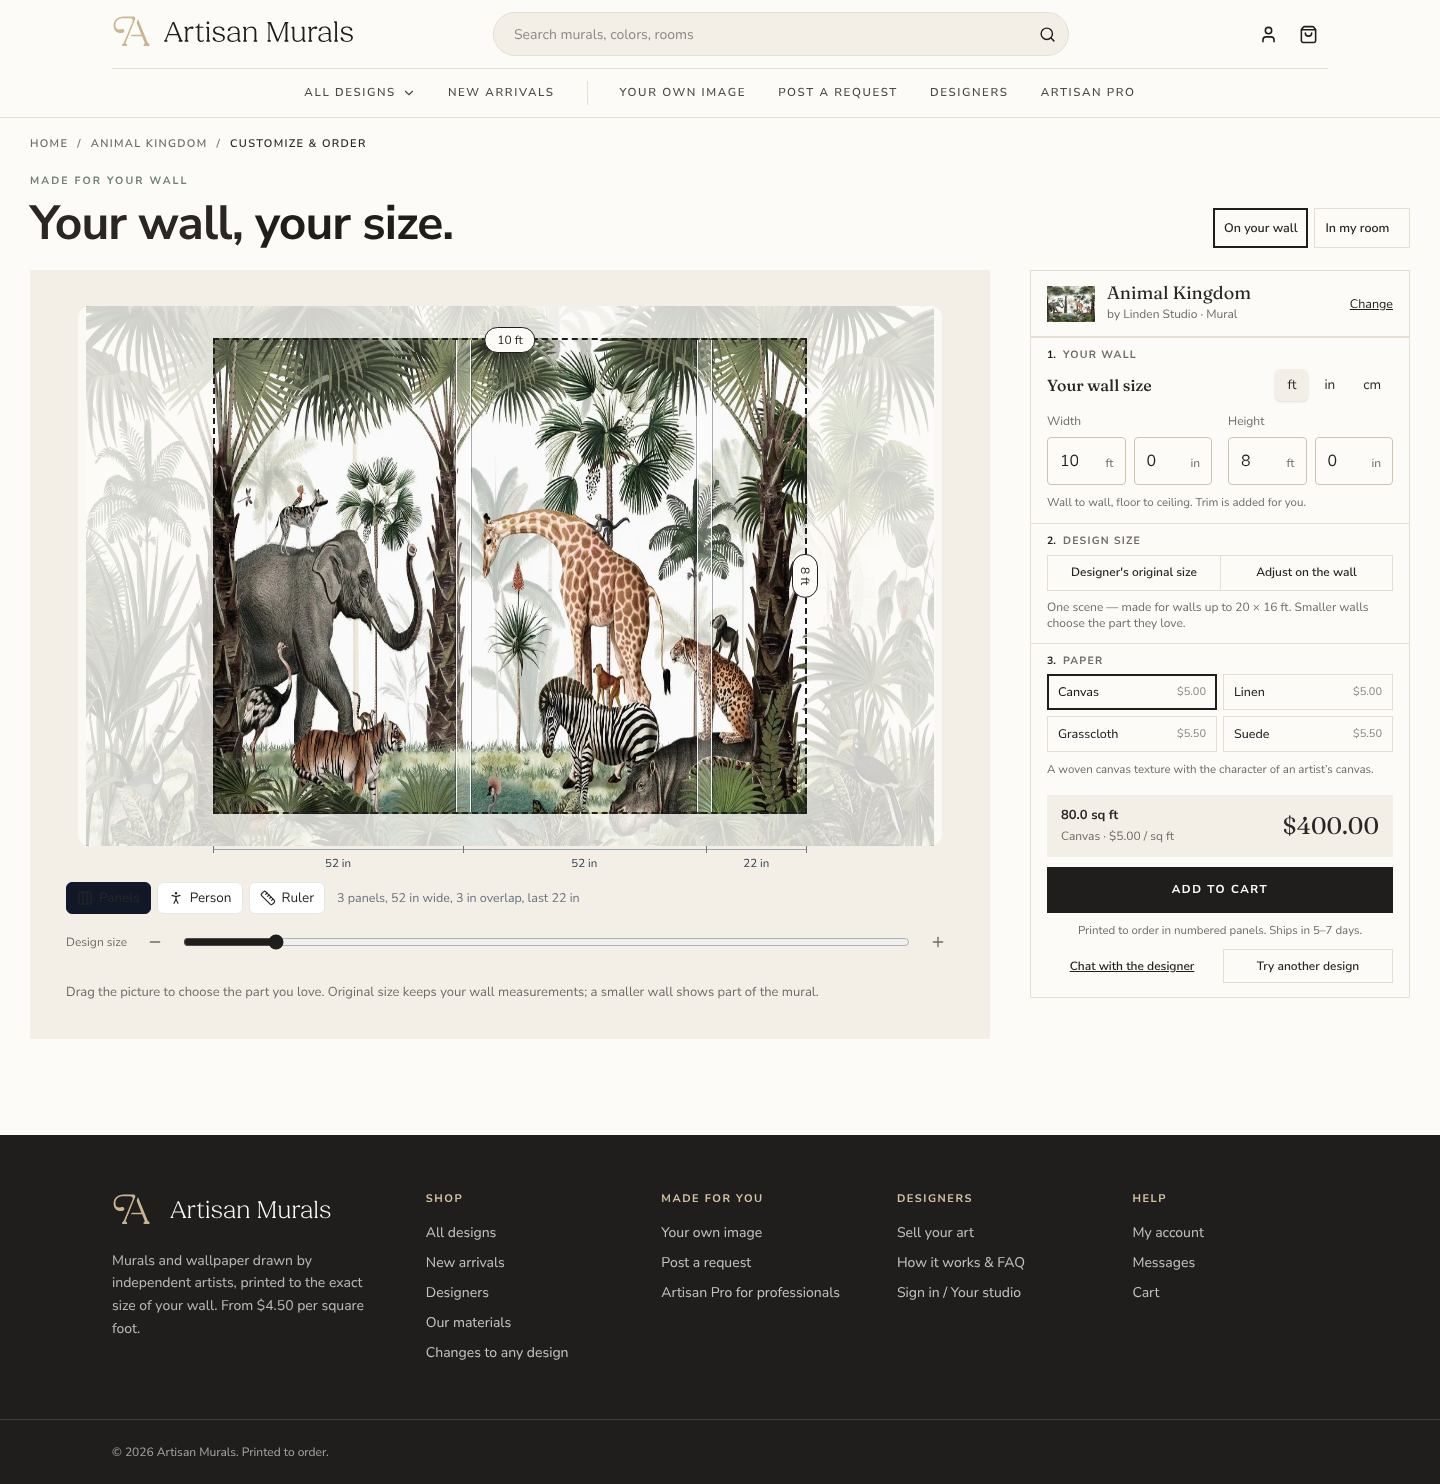 Artisan Murals
Search murals, colors, rooms
ALL DESIGNS
NEW ARRIVALS
YOUR OWN IMAGE
POST A REQUEST
DESIGNERS
ARTISAN PRO
HOME / ANIMAL KINGDOM / CUSTOMIZE & ORDER
MADE FOR YOUR WALL
Your wall, your size.
On your wall
In my room
10 ft
8 ft
52 in
52 in
22 in
Panels
Person
Ruler
3 panels, 52 in wide, 3 in overlap, last 22 in
Design size
Drag the picture to choose the part you love. Original size keeps your wall measurements; a smaller wall shows part of the mural.
Animal Kingdom
by Linden Studio · Mural
Change
1. YOUR WALL
Your wall size
ft in cm
Width
Height
10 ft
0 in
8 ft
0 in
Wall to wall, floor to ceiling. Trim is added for you.
2. DESIGN SIZE
Designer's original size
Adjust on the wall
One scene — made for walls up to 20 × 16 ft. Smaller walls
choose the part they love.
3. PAPER
Canvas $5.00
Linen $5.00
Grasscloth $5.50
Suede $5.50
A woven canvas texture with the character of an artist’s canvas.
80.0 sq ft
Canvas · $5.00 / sq ft
$400.00
ADD TO CART
Printed to order in numbered panels. Ships in 5–7 days.
Chat with the designer
Try another design
Artisan Murals
Murals and wallpaper drawn by
independent artists, printed to the exact
size of your wall. From $4.50 per square
foot.
SHOP
All designs
New arrivals
Designers
Our materials
Changes to any design
MADE FOR YOU
Your own image
Post a request
Artisan Pro for professionals
DESIGNERS
Sell your art
How it works & FAQ
Sign in / Your studio
HELP
My account
Messages
Cart
© 2026 Artisan Murals. Printed to order.